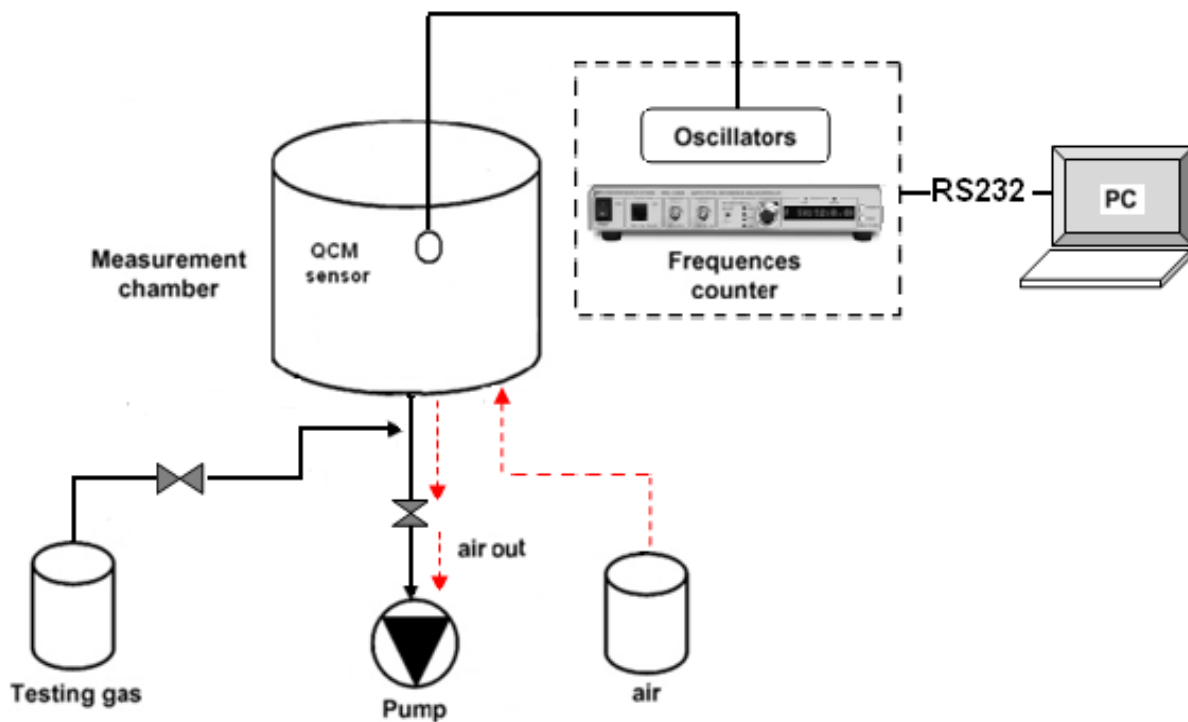 Oscillators
RS232
PC
QCM
sensor
Measurement
chamber
Frequences
counter
air out
Testing gas
Pump
air